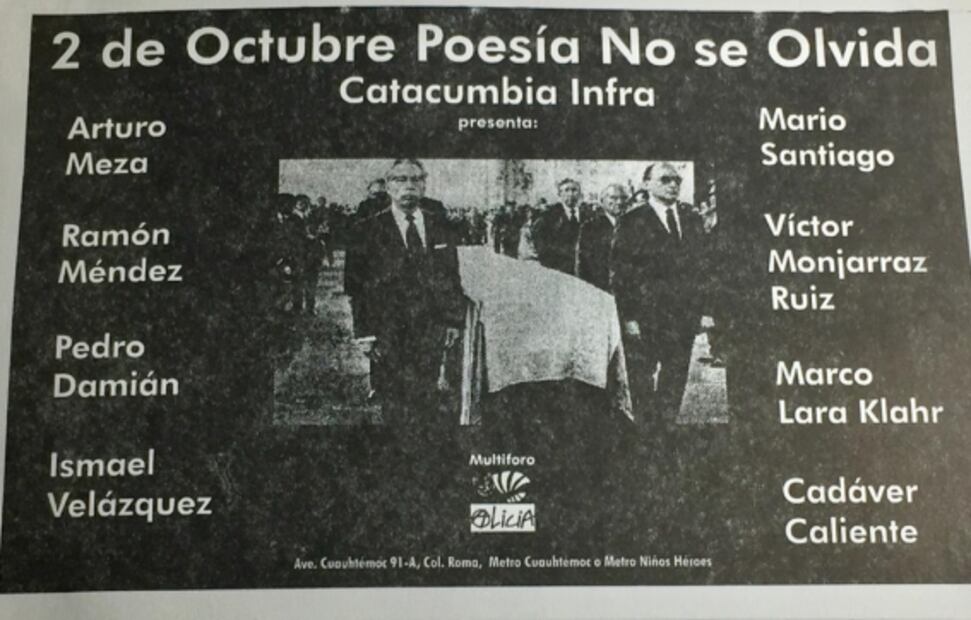 2 de Octubre Poesía No se Olvida
Catacumbia Infra
presenta:
Arturo
Meza
Ramón
Méndez
Pedro
Damián
Ismael
Velázquez
Mario
Santiago
Víctor
Monjarraz
Ruiz
Marco
Lara Klahr
Cadáver
Caliente
Multiforo
ALiCiA
Ave. Cuauhtémoc 91-A, Col. Roma, Metro Cuauhtémoc o Metro Niños Héroes